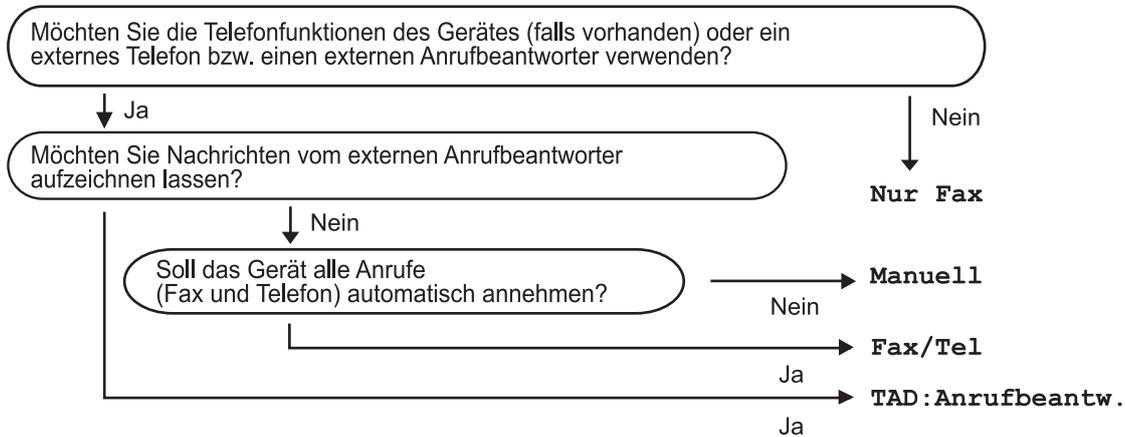 Möchten Sie die Telefonfunktionen des Gerätes (falls vorhanden) oder ein
externes Telefon bzw. einen externen Anrufbeantworter verwenden?
Ja
Nein
Möchten Sie Nachrichten vom externen Anrufbeantworter
aufzeichnen lassen?
Nur Fax
Nein
Soll das Gerät alle Anrufe
(Fax und Telefon) automatisch annehmen?
Manuell
Nein
Fax/Tel
Ja
TAD:Anrufbeantw.
Ja